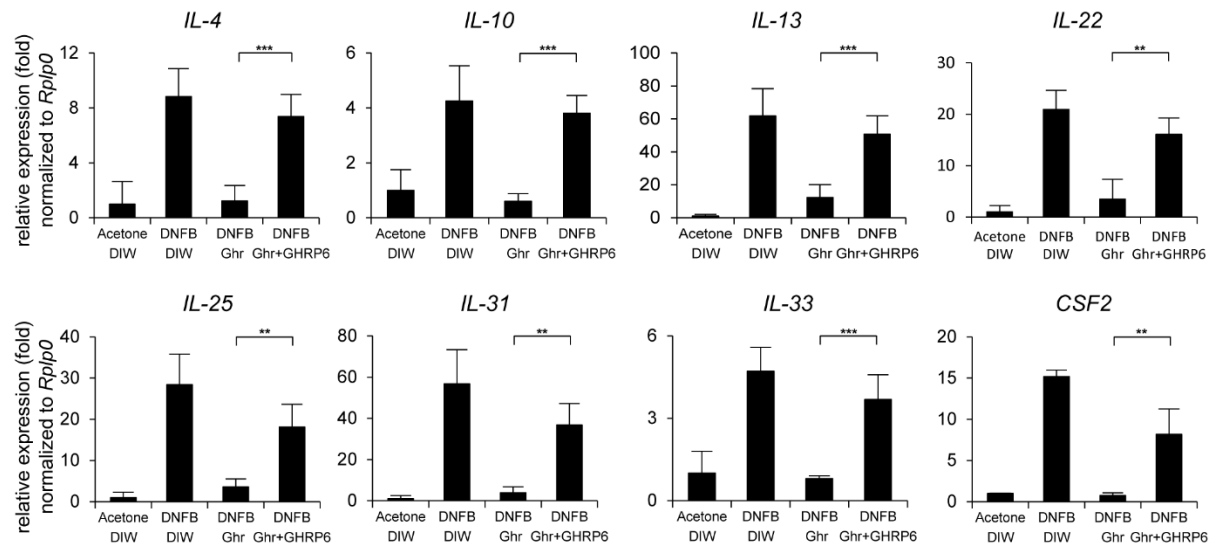 IL-4
IL-10
IL-13
IL-22
relative expression (fold)
normalized to Rplp0
12
8
4
0
***
Acetone DNFB DNFB DNFB
DIW DIW Ghr Ghr+GHRP6
6
4
2
0
***
Acetone DNFB DNFB DNFB
DIW DIW Ghr Ghr+GHRP6
100
80
60
40
20
0
***
Acetone DNFB DNFB DNFB
DIW DIW Ghr Ghr+GHRP6
30
20
10
0
**
Acetone DNFB DNFB DNFB
DIW DIW Ghr Ghr+GHRP6
IL-25
IL-31
IL-33
CSF2
relative expression (fold)
normalized to Rplp0
40
30
20
10
0
**
Acetone DNFB DNFB DNFB
DIW DIW Ghr Ghr+GHRP6
80
60
40
20
0
**
Acetone DNFB DNFB DNFB
DIW DIW Ghr Ghr+GHRP6
6
3
0
***
Acetone DNFB DNFB DNFB
DIW DIW Ghr Ghr+GHRP6
20
15
10
5
0
**
Acetone DNFB DNFB DNFB
DIW DIW Ghr Ghr+GHRP6